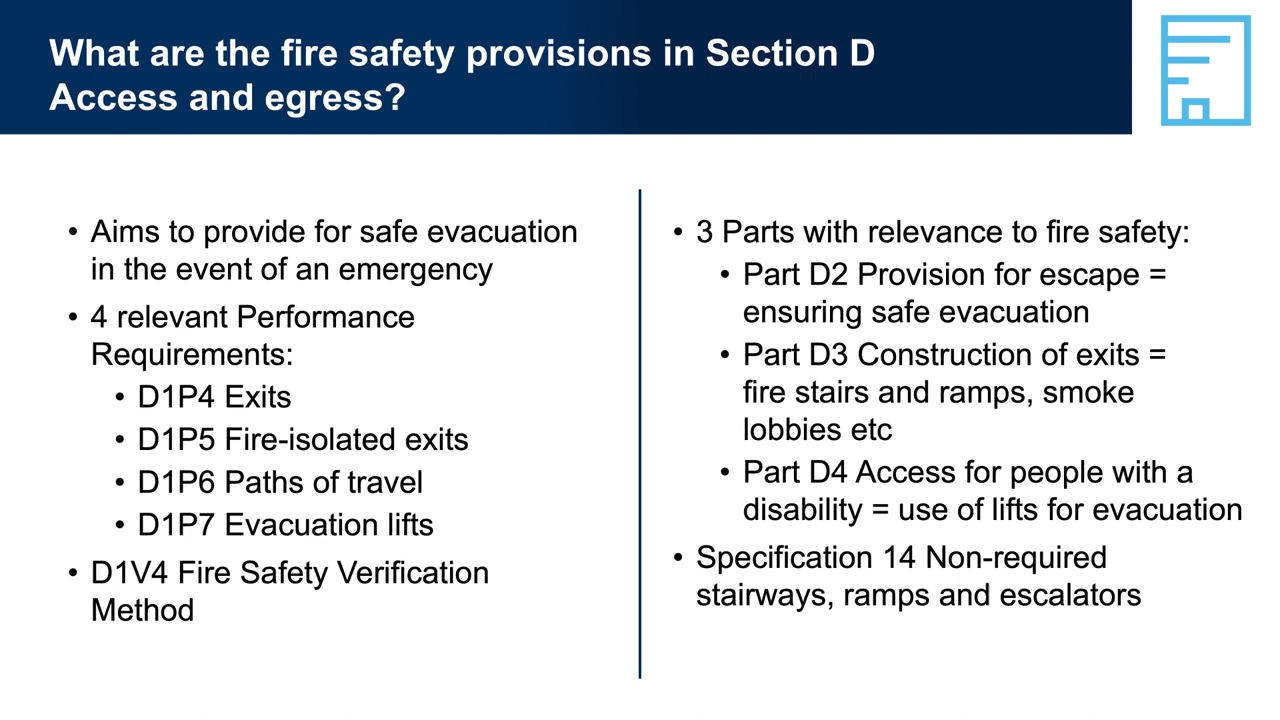 What are the fire safety provisions in Section D
Access and egress?
• Aims to provide for safe evacuation
in the event of an emergency
• 4 relevant Performance
Requirements:
• D1P4 Exits
• D1P5 Fire-isolated exits
• D1P6 Paths of travel
• D1P7 Evacuation lifts
• D1V4 Fire Safety Verification
Method
• 3 Parts with relevance to fire safety:
• Part D2 Provision for escape =
ensuring safe evacuation
• Part D3 Construction of exits =
fire stairs and ramps, smoke
lobbies etc
• Part D4 Access for people with a
disability = use of lifts for evacuation
• Specification 14 Non-required
stairways, ramps and escalators